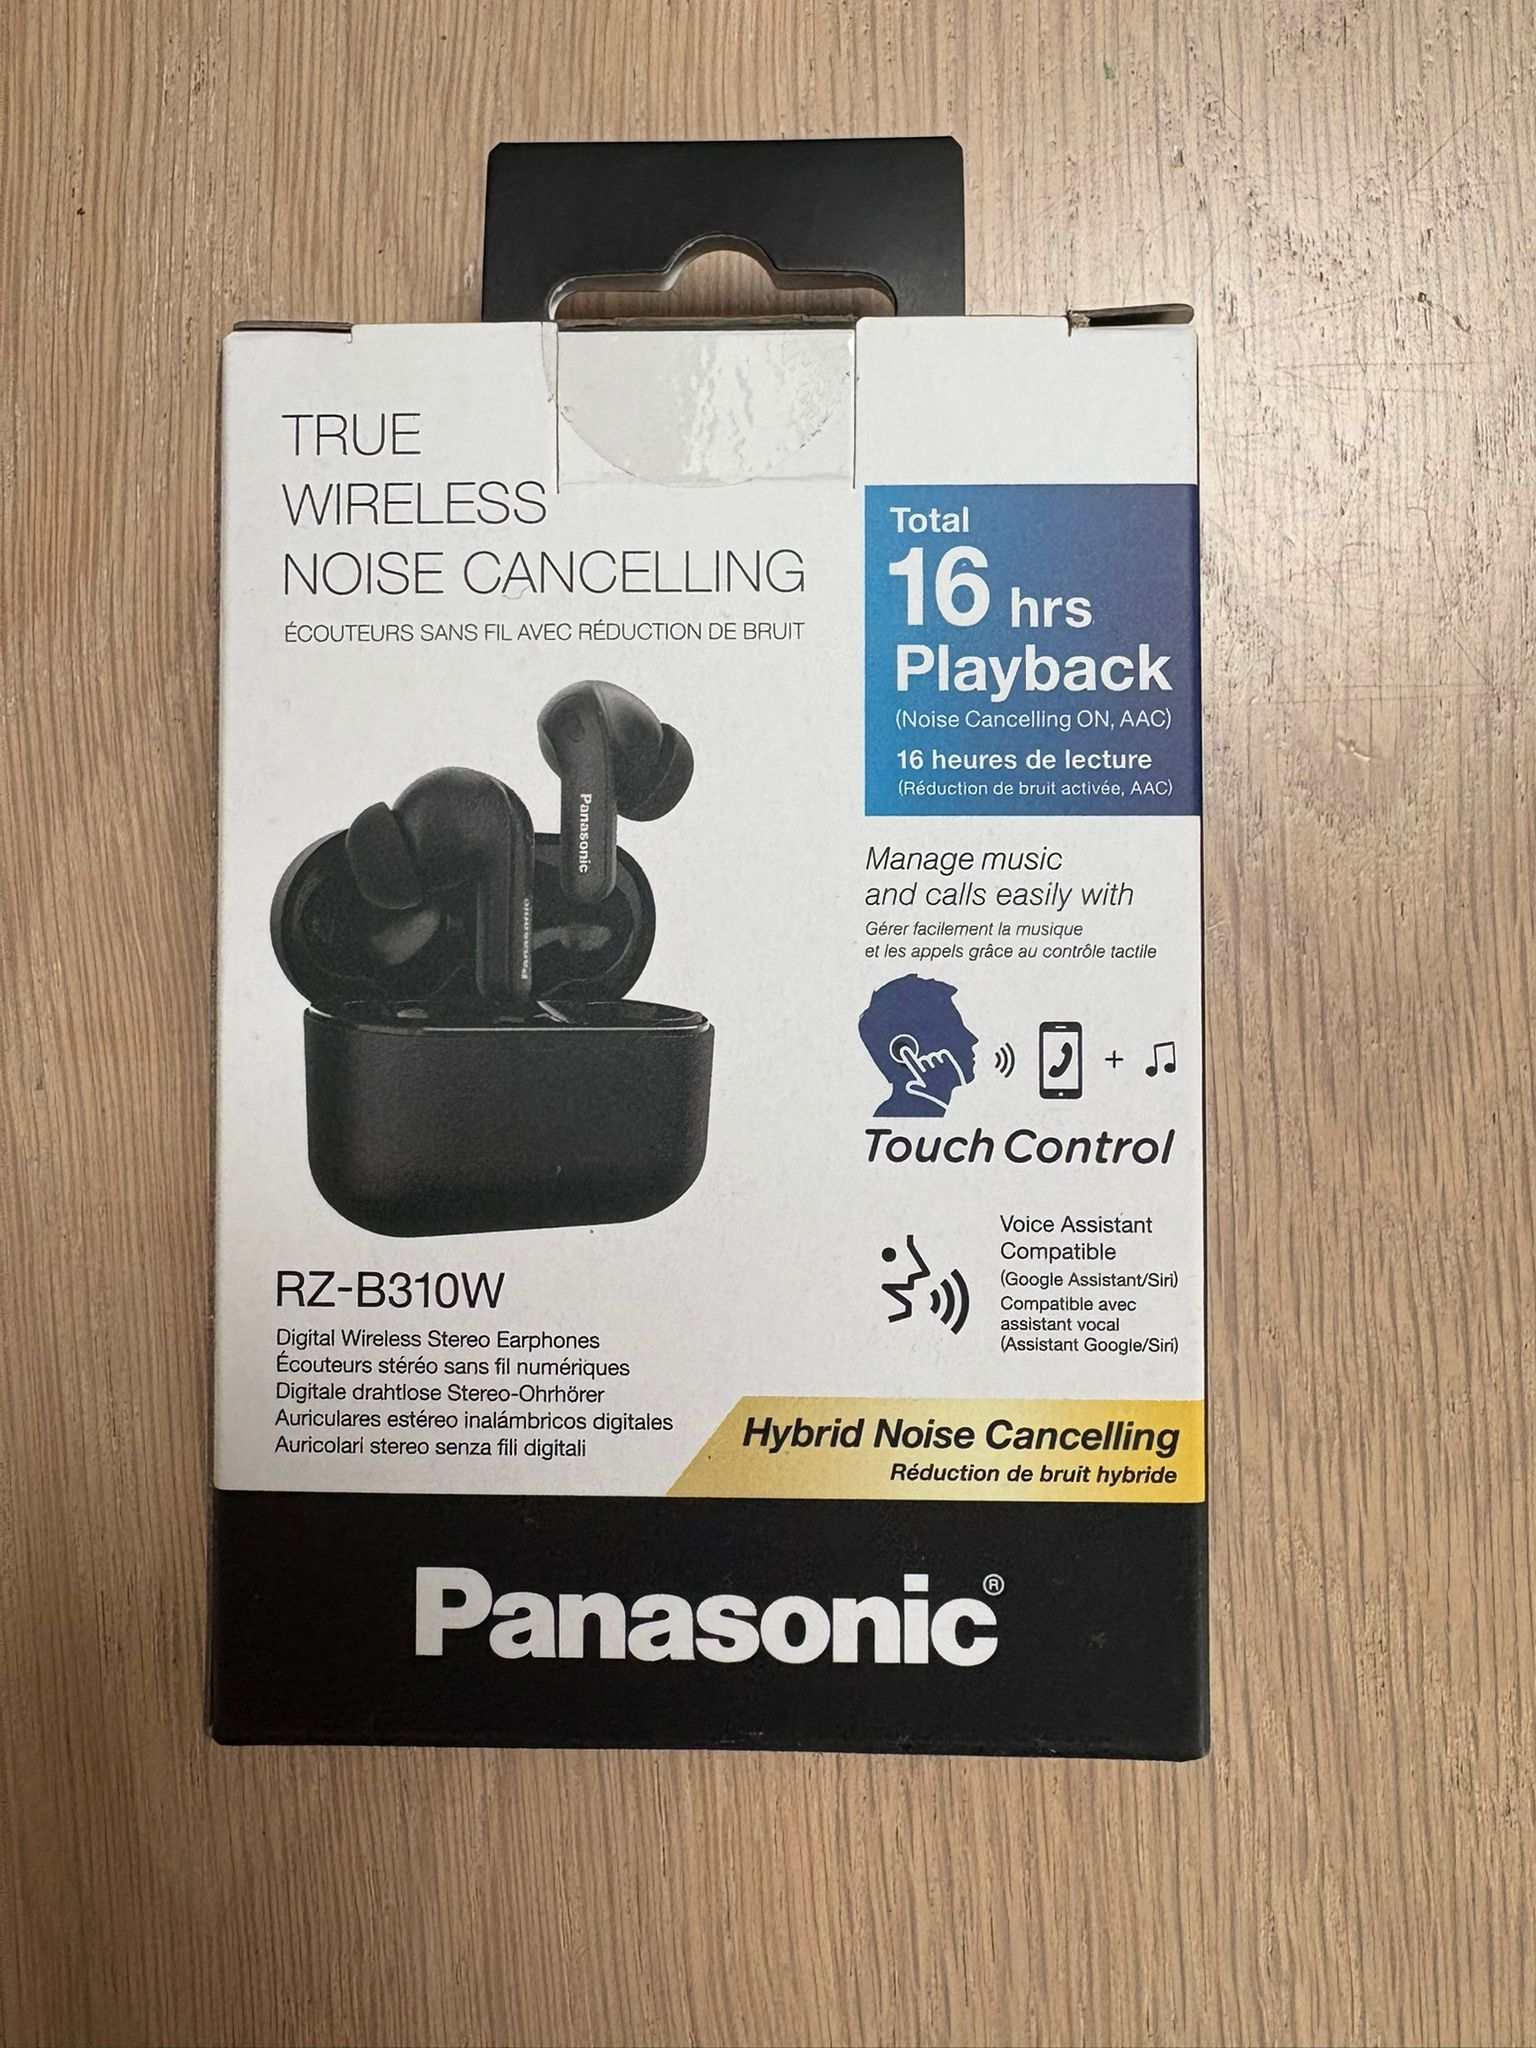 TRUE
WIRELESS
NOISE CANCELLING
ÉCOUTEURS SANS FIL AVEC RÉDUCTION DE BRUIT
Total
16 hrs
Playback
(Noise Cancelling ON, AAC)
16 heures de lecture
(Réduction de bruit activée, AAC)
Panasonic
Panasonic
Manage music
and calls easily with
Gérer facilement la musique
et les appels grâce au contrôle tactile
+
Touch Control
Voice Assistant
Compatible
(Google Assistant/Siri)
Compatible avec
assistant vocal
(Assistant Google/Siri)
RZ-B310W
Digital Wireless Stereo Earphones
Écouteurs stéréo sans fil numériques
Digitale drahtlose Stereo-Ohrhörer
Auriculares estéreo inalámbricos digitales
Auricolari stereo senza fili digitali
Hybrid Noise Cancelling
Réduction de bruit hybride
Panasonic®